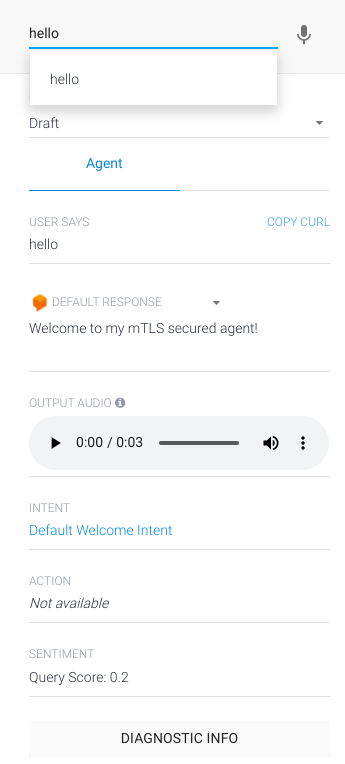 hello
hello
Draft
Agent
USER SAYS
COPY CURL
hello
DEFAULT RESPONSE
Welcome to my mTLS secured agent!
OUTPUT AUDIO
0:00 / 0:03
INTENT
Default Welcome Intent
ACTION
Not available
SENTIMENT
Query Score: 0.2
DIAGNOSTIC INFO